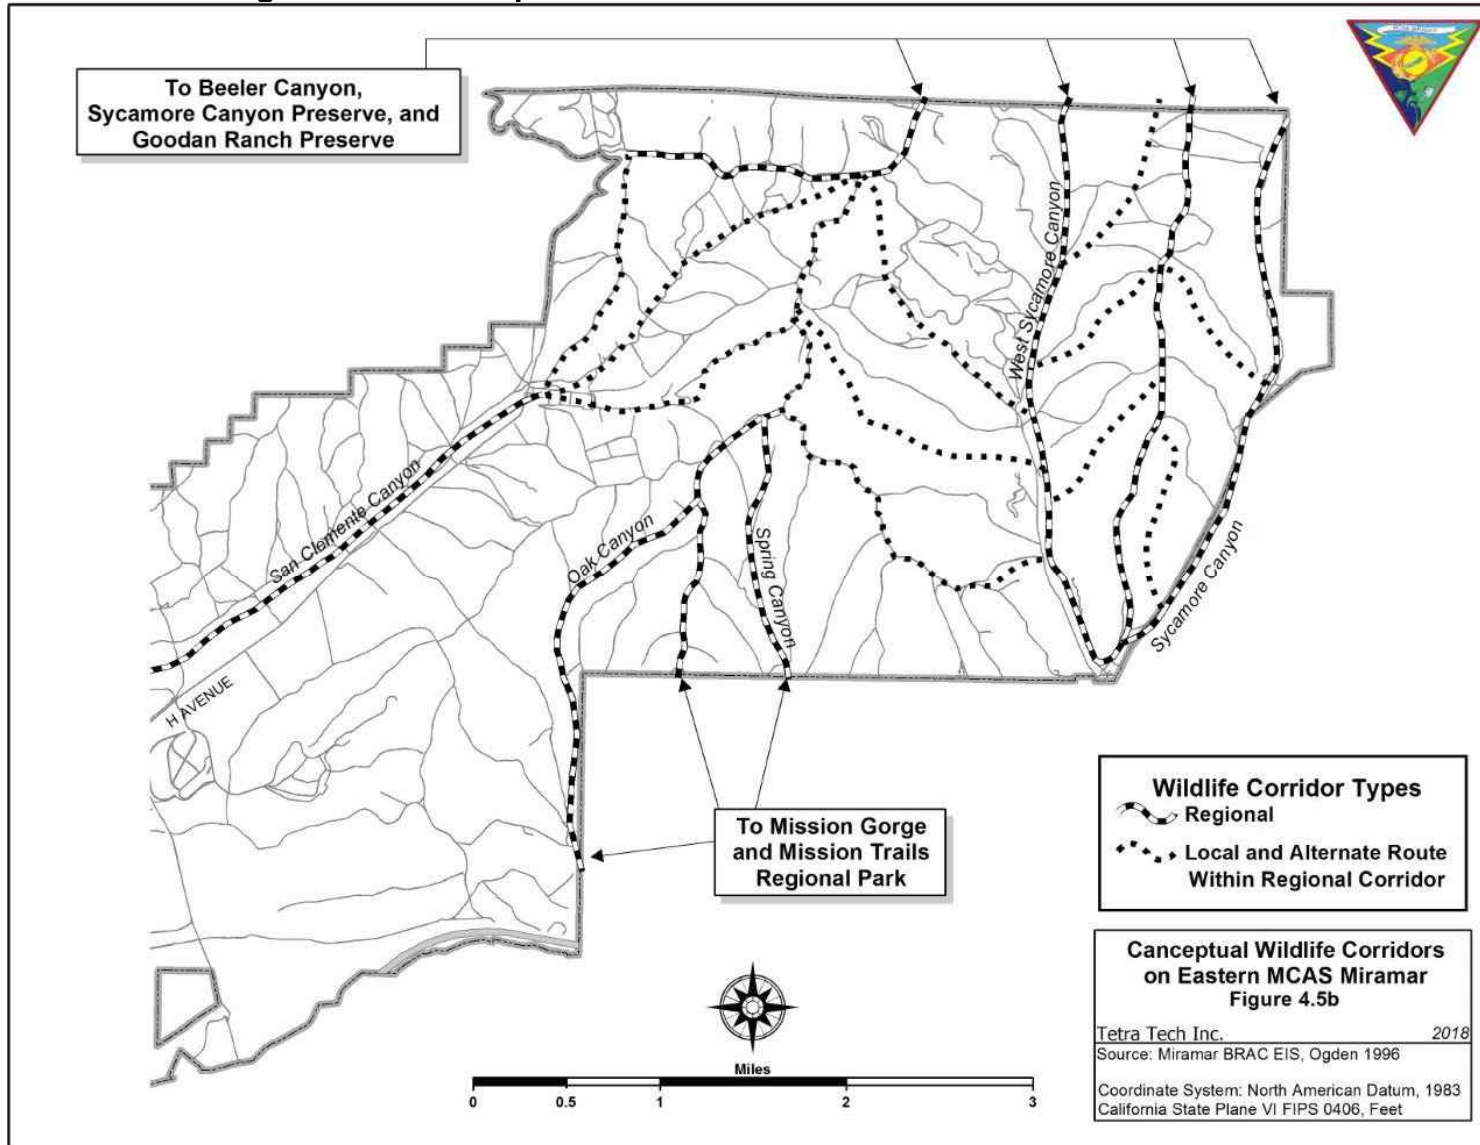 To Beeler Canyon,
Sycamore Canyon Preserve, and
Goodan Ranch Preserve
West Sycamore Canyon
San Clemente Canyon
Oak Canyon
Spring Canyon
Sycamore Canyon
H AVENUE
To Mission Gorge
and Mission Trails
Regional Park
Wildlife Corridor Types
Regional
Local and Alternate Route
Within Regional Corridor
Canceptual Wildlife Corridors
on Eastern MCAS Miramar
Figure 4.5b
Tetra Tech Inc. 2018
Source: Miramar BRAC EIS, Ogden 1996
Coordinate System: North American Datum, 1983
California State Plane VI FIPS 0406, Feet
Miles
0 0.5 1 2 3